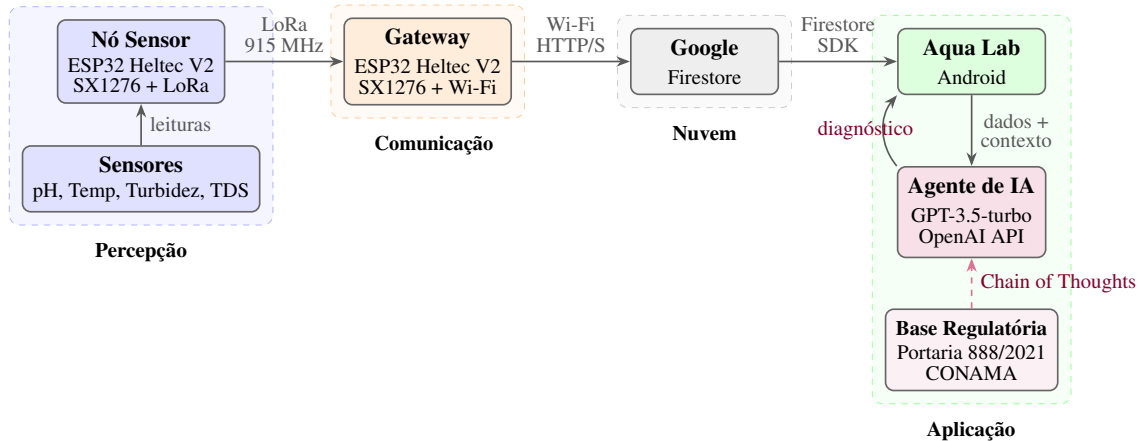 Nó Sensor
ESP32 Heltec V2
SX1276 + LoRa
leituras
Sensores
pH, Temp, Turbidez, TDS
Percepção
LoRa
915 MHz
Gateway
ESP32 Heltec V2
SX1276 + Wi-Fi
Comunicação
Wi-Fi
HTTP/S
Google
Firestore
Nuvem
Firestore
SDK
Aqua Lab
Android
diagnóstico
dados +
contexto
Agente de IA
GPT-3.5-turbo
OpenAI API
Chain of Thoughts
Base Regulatória
Portaria 888/2021
CONAMA
Aplicação